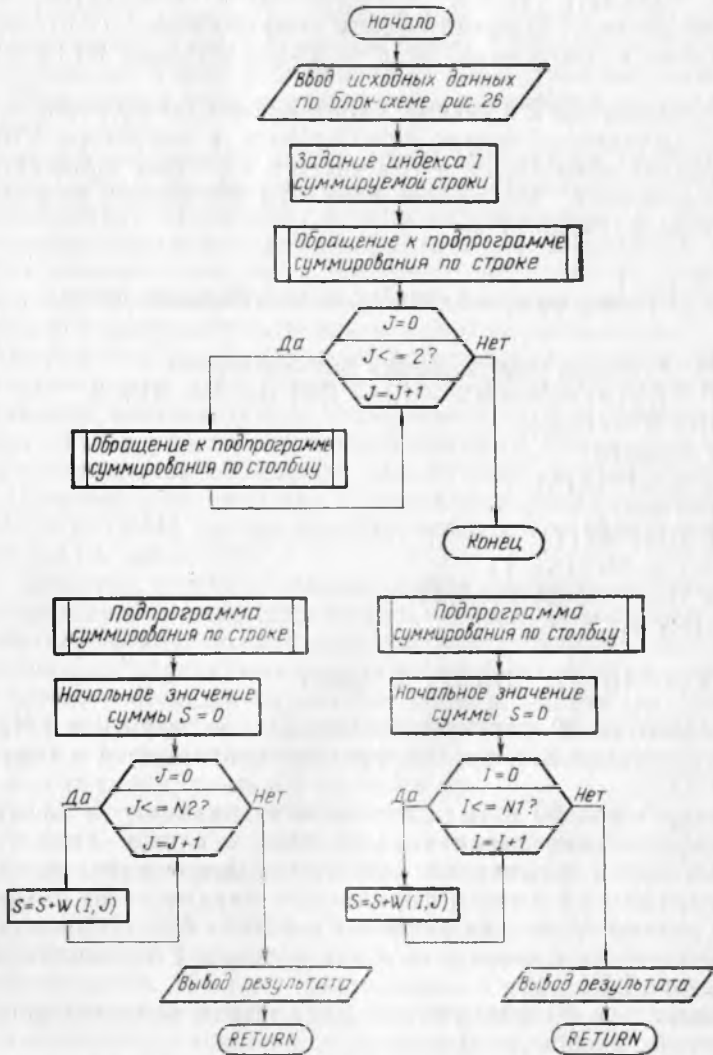 Начало
Ввод исходных данных
по блок-схеме рис. 26
Задание индекса I
суммируемой строки
Обращение к подпрограмме
суммирования по строке
J=0
Да
J<=2?
Нет
J=J+1
Обращение к подпрограмме
суммирования по столбцу
Конец
Подпрограмма
суммирования по строке
Начальное значение
суммы S=0
J=0
Да
J<=N2?
Нет
J=J+1
S=S+W(I,J)
Вывод результата
RETURN
Подпрограмма
суммирования по столбцу
Начальное значение
суммы S=0
I=0
Да
I<=N1?
Нет
I=I+1
S=S+W(I,J)
Вывод результата
RETURN